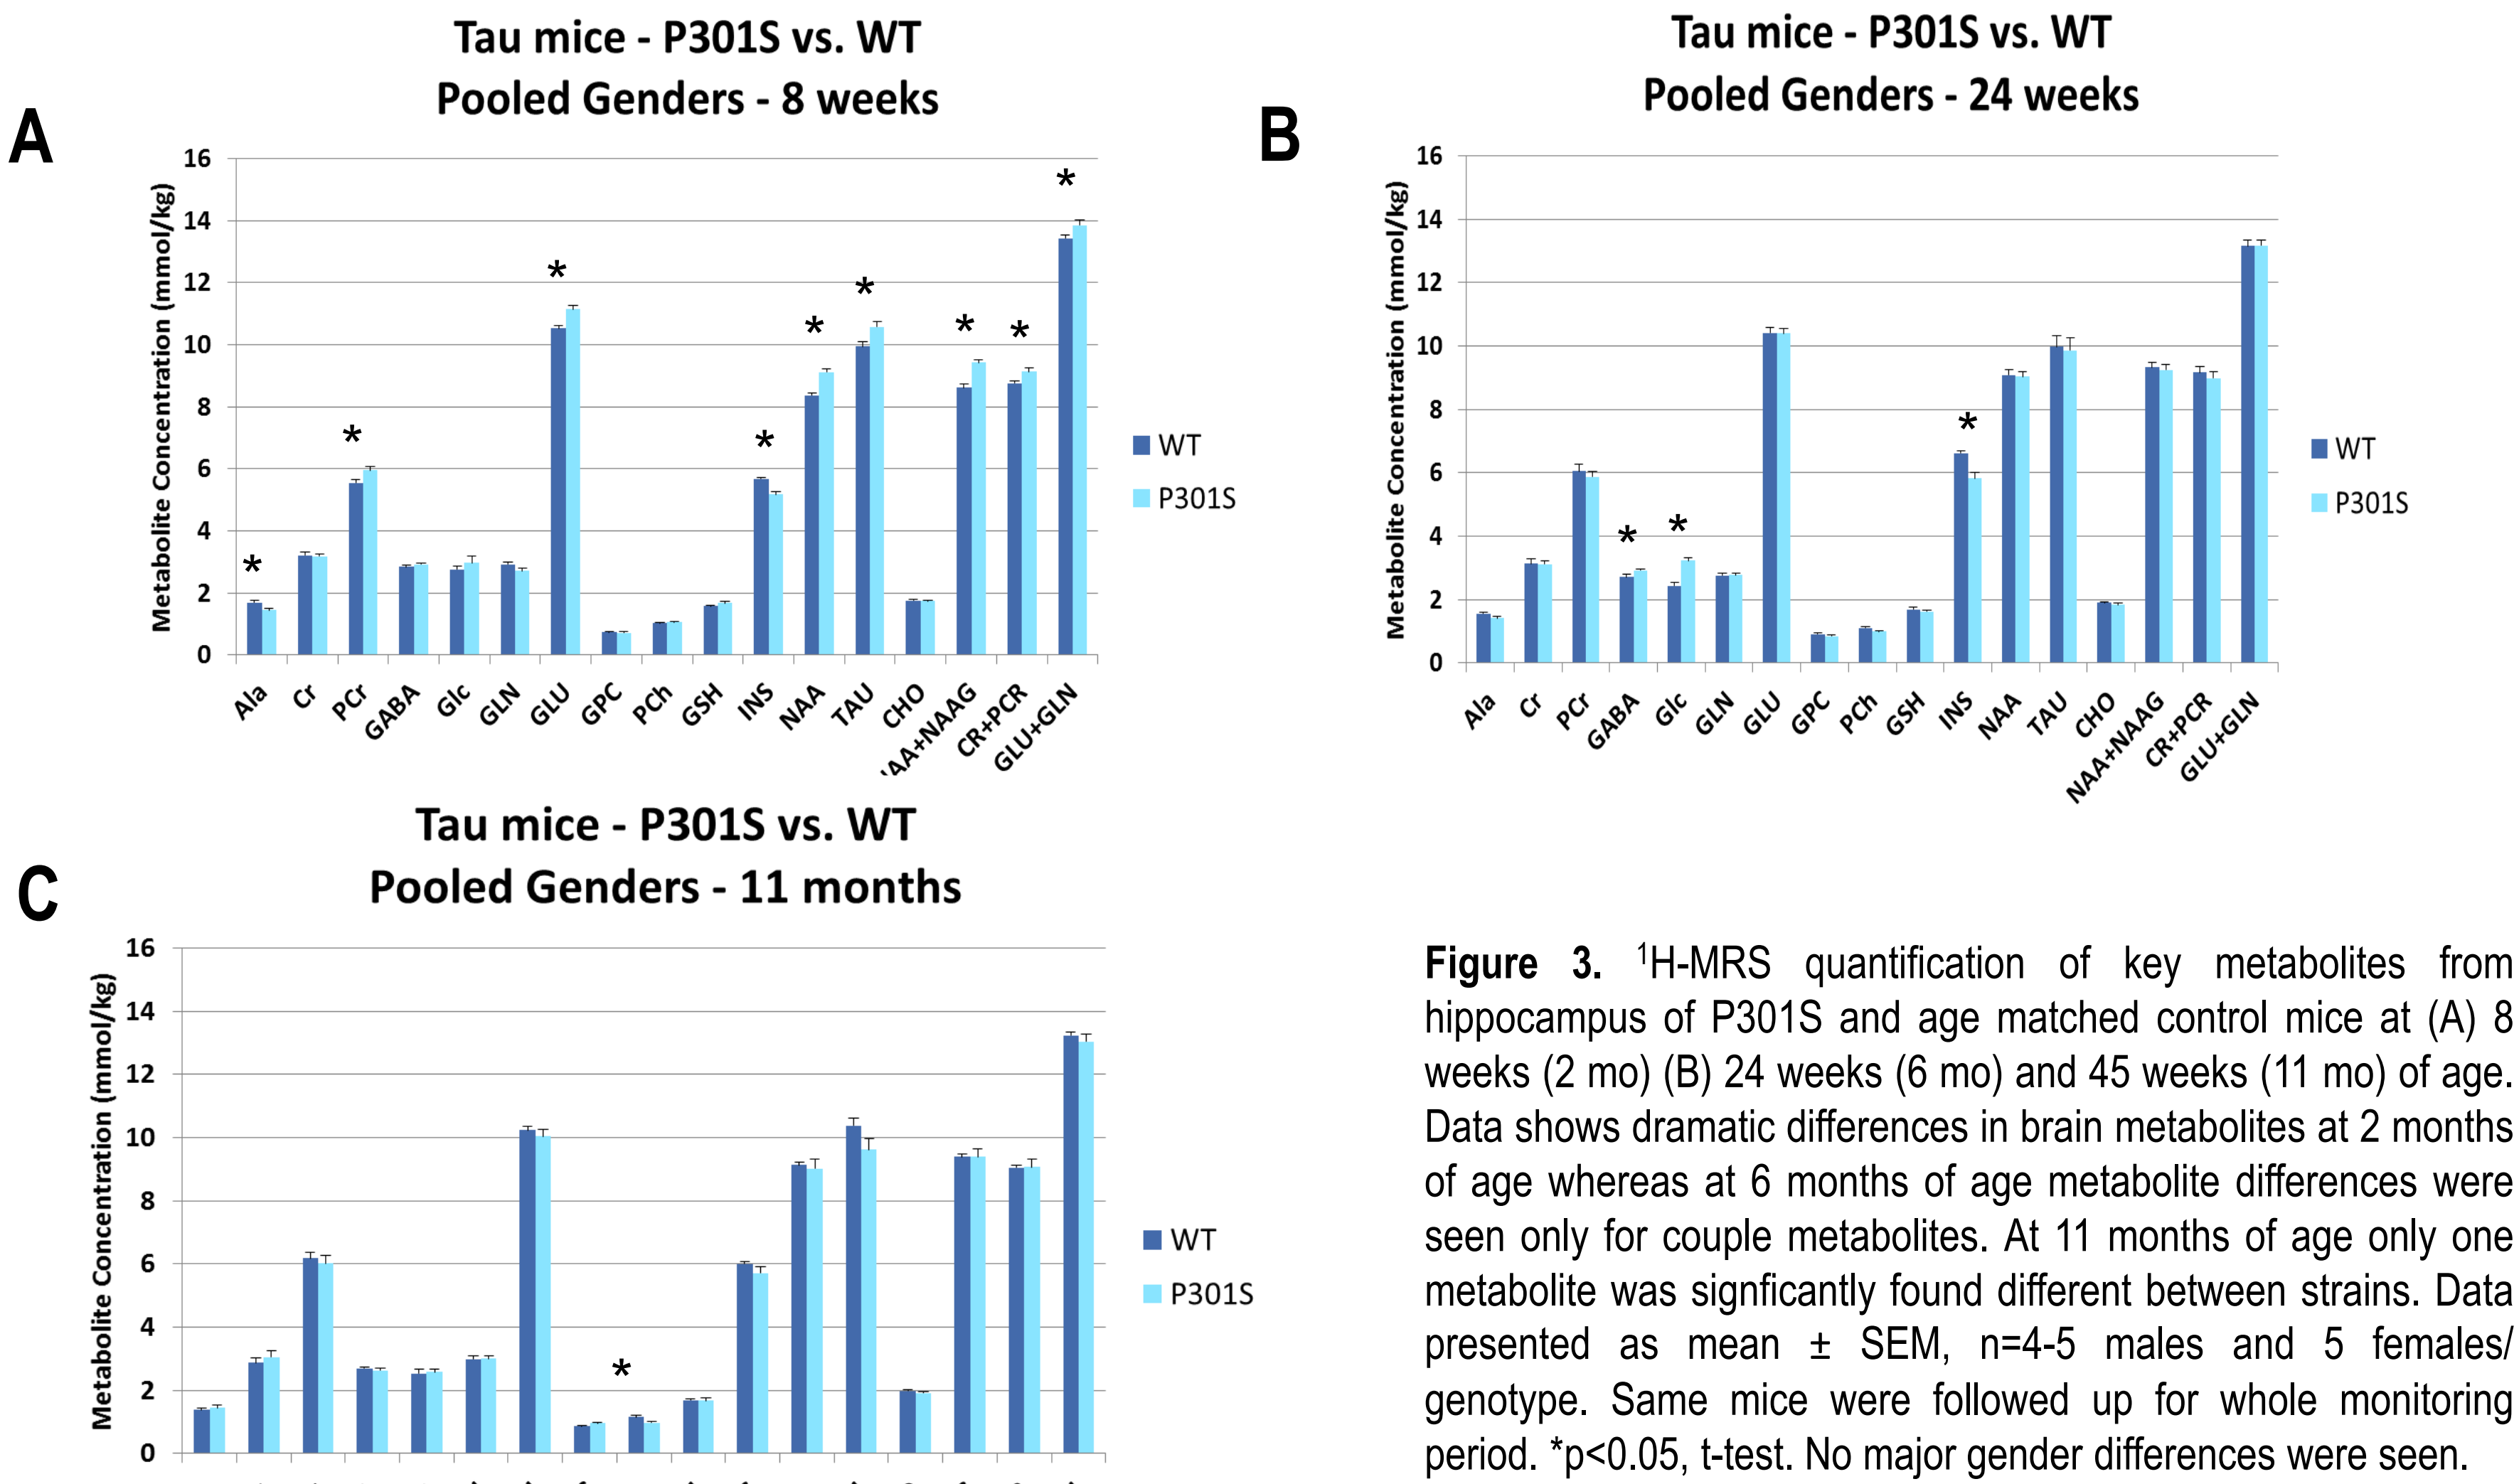 Tau mice - P301S vs. WT
Pooled Genders - 8 weeks
A
Metabolite Concentration (mmol/kg)
16
14
12
10
8
6
4
2
0
*
*
*
*
*
*
*
*
*
Ala
Cr
PCr
GABA
Glc
GLN
GLU
GPC
PCh
GSH
INS
NAA
TAU
CHO
AA+NAAG
CR+PCR
GLU+GLN
WT
P301S
Tau mice - P301S vs. WT
Pooled Genders - 24 weeks
B
Metabolite Concentration (mmol/kg)
16
14
12
10
8
6
4
2
0
*
*
*
Ala
Cr
PCr
GABA
Glc
GLN
GLU
GPC
PCh
GSH
INS
NAA
TAU
CHO
NAA+NAAG
CR+PCR
GLU+GLN
WT
P301S
Tau mice - P301S vs. WT
Pooled Genders - 11 months
C
Metabolite Concentration (mmol/kg)
16
14
12
10
8
6
4
2
0
*
WT
P301S
Figure 3. ¹H-MRS quantification of key metabolites from
hippocampus of P301S and age matched control mice at (A) 8
weeks (2 mo) (B) 24 weeks (6 mo) and 45 weeks (11 mo) of age.
Data shows dramatic differences in brain metabolites at 2 months
of age whereas at 6 months of age metabolite differences were
seen only for couple metabolites. At 11 months of age only one
metabolite was signficantly found different between strains. Data
presented as mean ± SEM, n=4-5 males and 5 females/
genotype. Same mice were followed up for whole monitoring
period. *p<0.05, t-test. No major gender differences were seen.